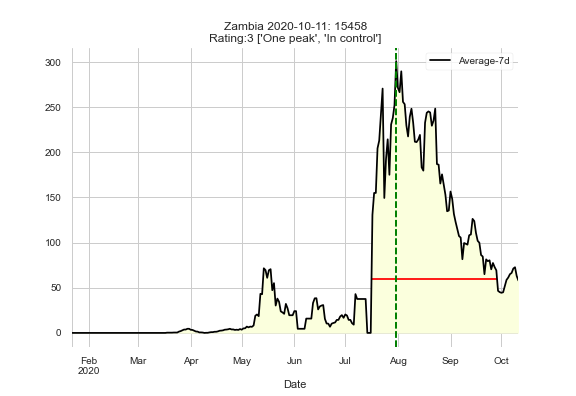 Zambia 2020-10-11: 15458
Rating:3 ['One peak', 'In control']
Average-7d
300
250
200
150
100
50
0
Feb Mar Apr May Jun Jul Aug Sep Oct
2020
Date